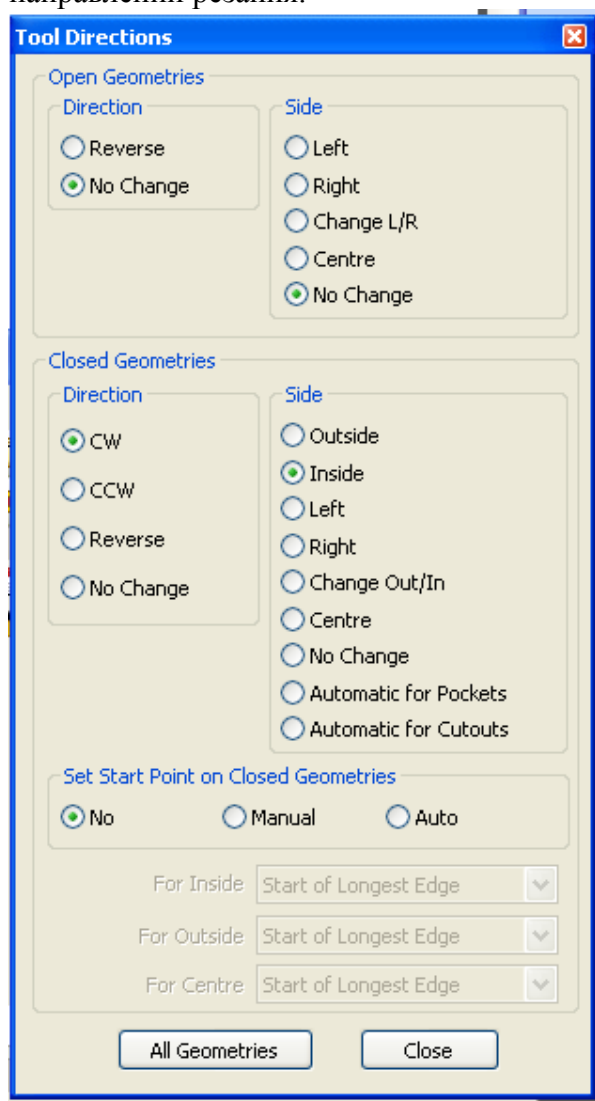 направлений резания.
Tool Directions
Open Geometries
Direction
Reverse
No Change
Side
Left
Right
Change L/R
Centre
No Change
Closed Geometries
Direction
CW
CCW
Reverse
No Change
Side
Outside
Inside
Left
Right
Change Out/In
Centre
No Change
Automatic for Pockets
Automatic for Cutouts
Set Start Point on Closed Geometries
No Manual Auto
For Inside Start of Longest Edge
For Outside Start of Longest Edge
For Centre Start of Longest Edge
All Geometries Close